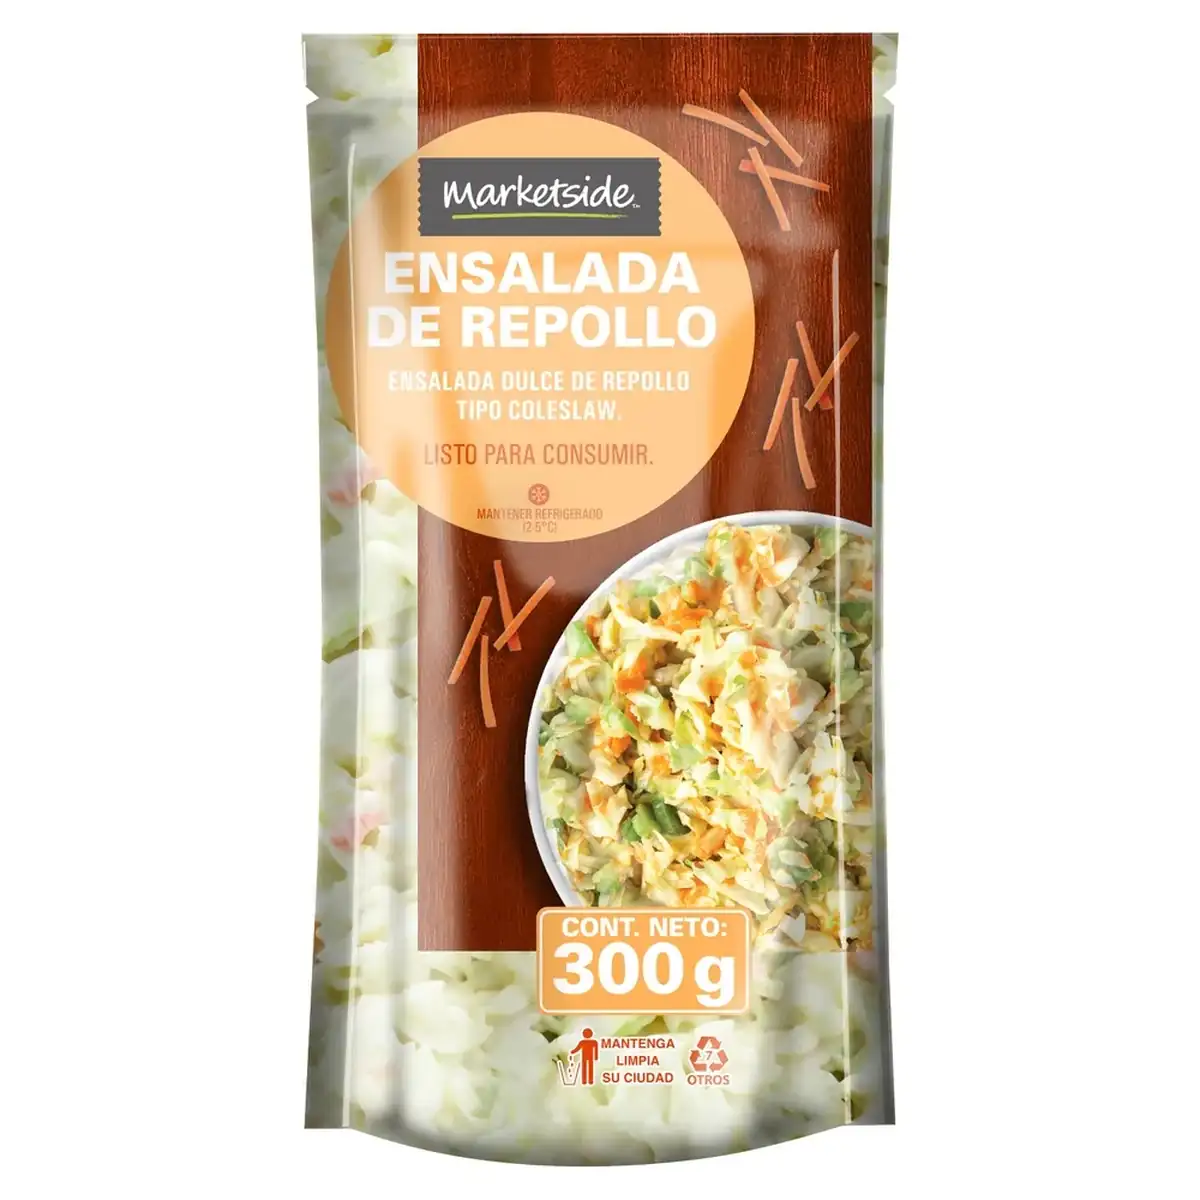 Marketside™
ENSALADA
DE REPOLLO
ENSALADA DULCE DE REPOLLO
TIPO COLESLAW.
LISTO PARA CONSUMIR.
MANTENER REFRIGERADO
(2.5°C)
CONT. NETO:
300 g
MANTENGA
LIMPIA
SU CIUDAD
7
OTROS